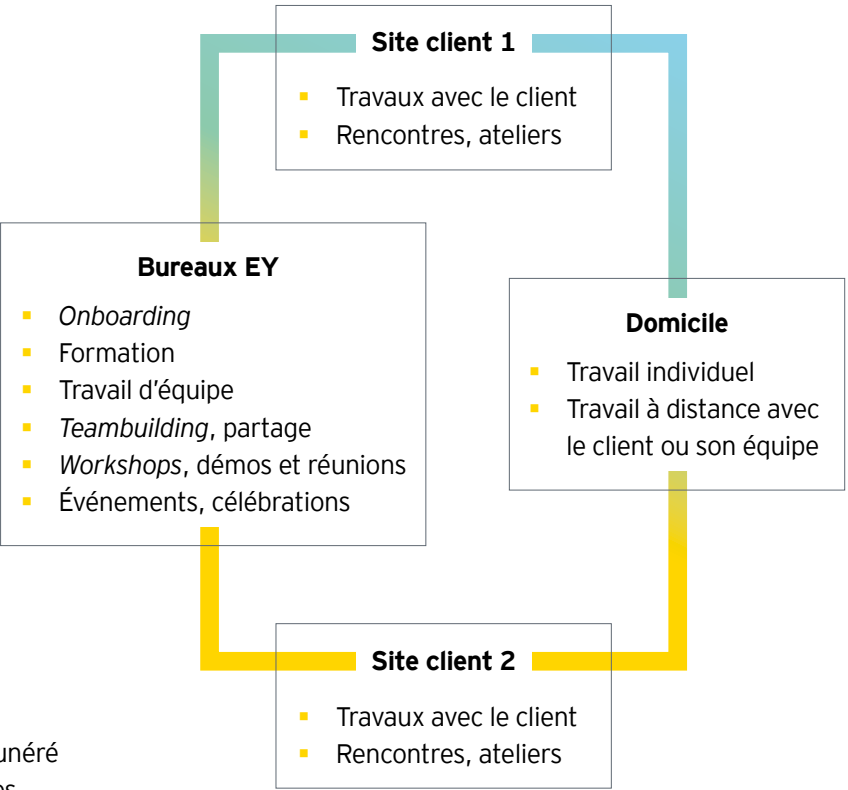 Site client 1
Travaux avec le client
Rencontres, ateliers
Bureaux EY
Onboarding
Formation
Travail d'équipe
Teambuilding, partage
Workshops, démos et réunions
Événements, célébrations
Domicile
Travail individuel
Travail à distance avec
le client ou son équipe
Site client 2
Travaux avec le client
Rencontres, ateliers
unéré